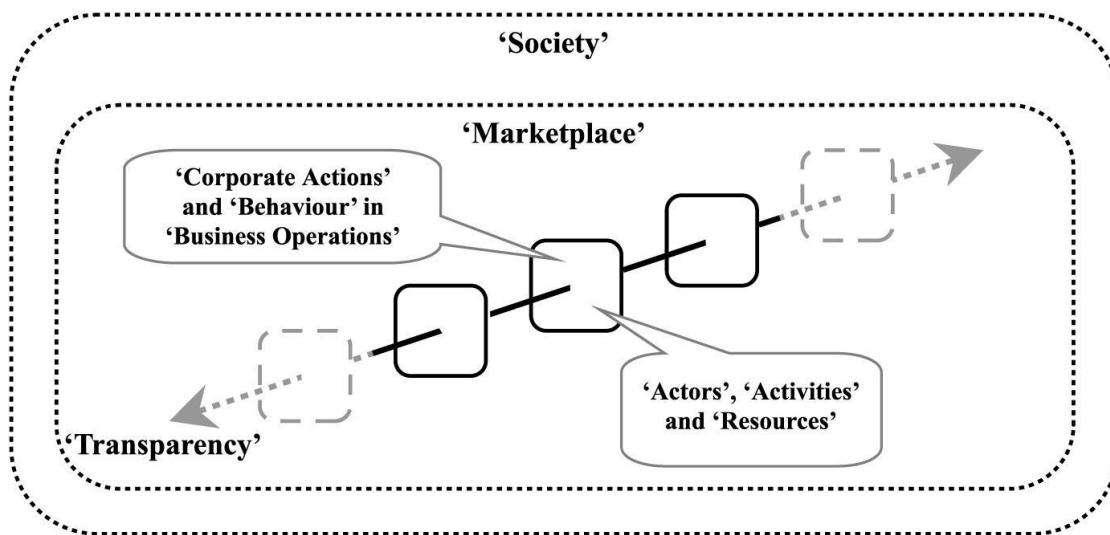 ‘Society’
‘Marketplace’
‘Corporate Actions’
and ‘Behaviour’ in
‘Business Operations’
‘Actors’, ‘Activities’
and ‘Resources’
‘Transparency’